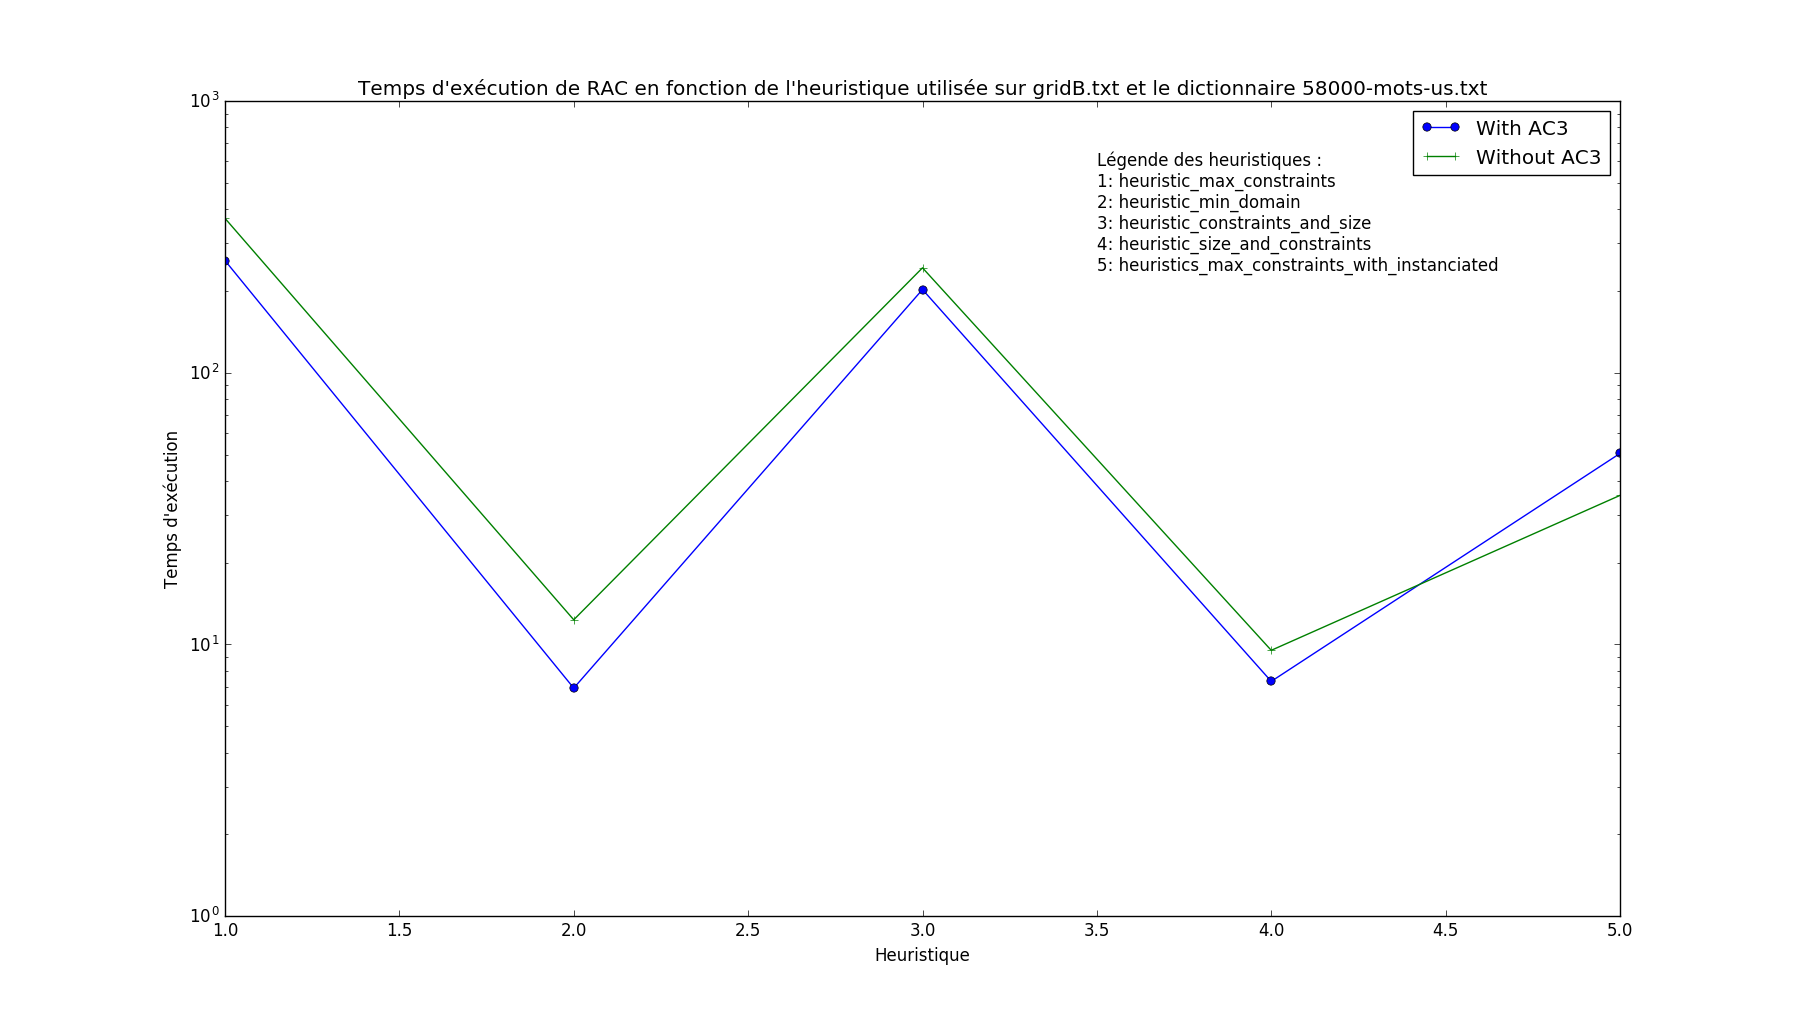 Temps d'exécution de RAC en fonction de l'heuristique utilisée sur gridB.txt et le dictionnaire 58000-mots-us.txt
With AC3
Without AC3
Légende des heuristiques :
1: heuristic_max_constraints
2: heuristic_min_domain
3: heuristic_constraints_and_size
4: heuristic_size_and_constraints
5: heuristics_max_constraints_with_instanciated
10³
10²
10¹
10⁰
Temps d'exécution
1.0 1.5 2.0 2.5 3.0 3.5 4.0 4.5 5.0
Heuristique